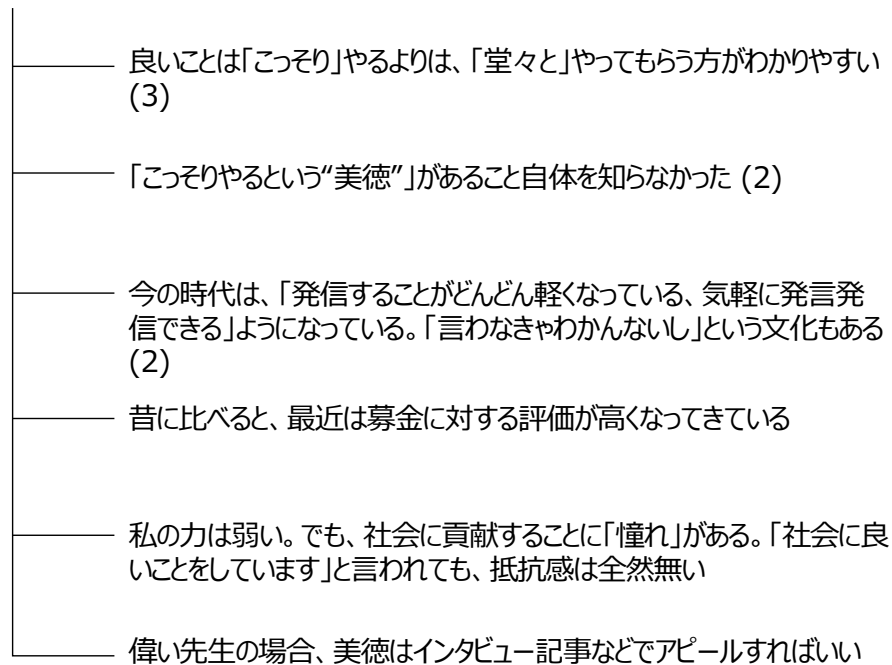 良いことは「こっそり」やるよりは、「堂々と」やってもらう方がわかりやすい
(3)
「こっそりやるという“美徳”」があること自体を知らなかった (2)
今の時代は、「発信することがどんどん軽くなっている、気軽に発言発
信できる」ようになっている。「言わなきゃわかんないし」という文化もある
(2)
昔に比べると、最近は募金に対する評価が高くなってきている
私の力は弱い。でも、社会に貢献することに「憧れ」がある。「社会に良
いことをしています」と言われても、抵抗感は全然無い
偉い先生の場合、美徳はインタビュー記事などでアピールすればいい